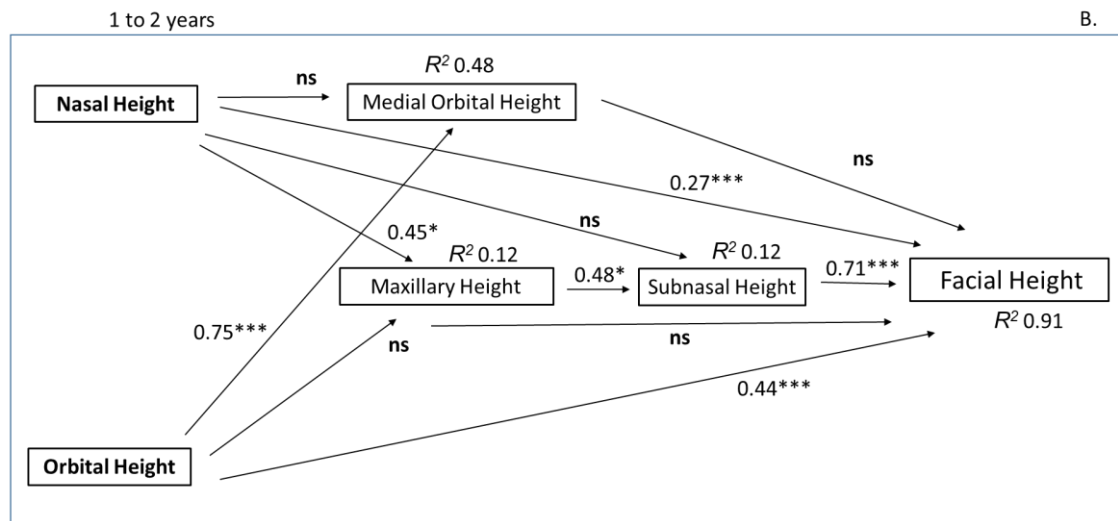 1 to 2 years
B.
R² 0.48
ns
Nasal Height
Medial Orbital Height
ns
0.27***
ns
0.45*
R² 0.12
R² 0.12
Maxillary Height
0.48*
Subnasal Height
0.71***
Facial Height
R² 0.91
0.75***
ns
ns
0.44***
Orbital Height